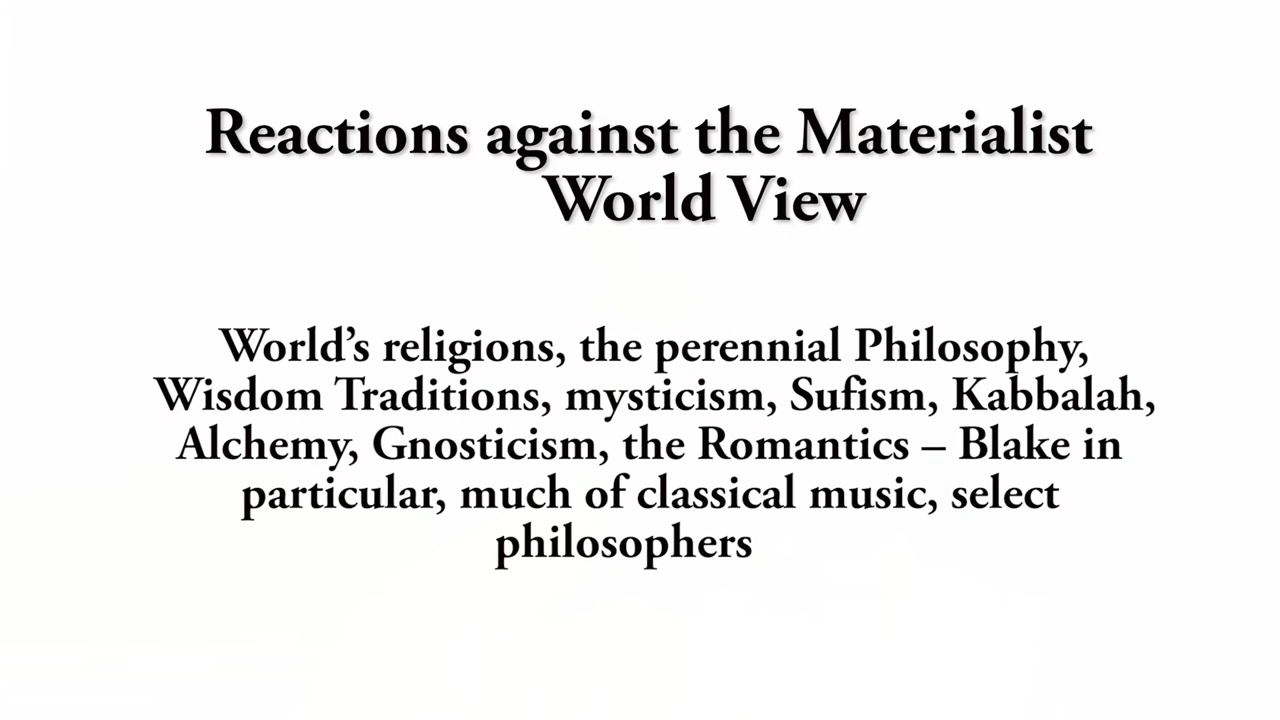 Reactions against the Materialist
World View
World’s religions, the perennial Philosophy,
Wisdom Traditions, mysticism, Sufism, Kabbalah,
Alchemy, Gnosticism, the Romantics – Blake in
particular, much of classical music, select
philosophers